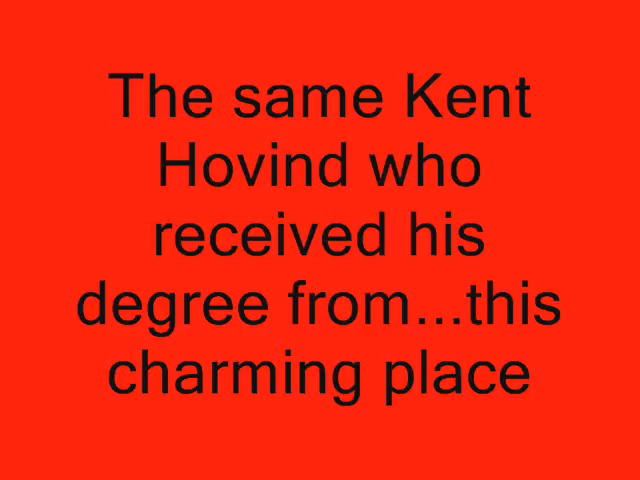 The same Kent
Hovind who
received his
degree from...this
charming place